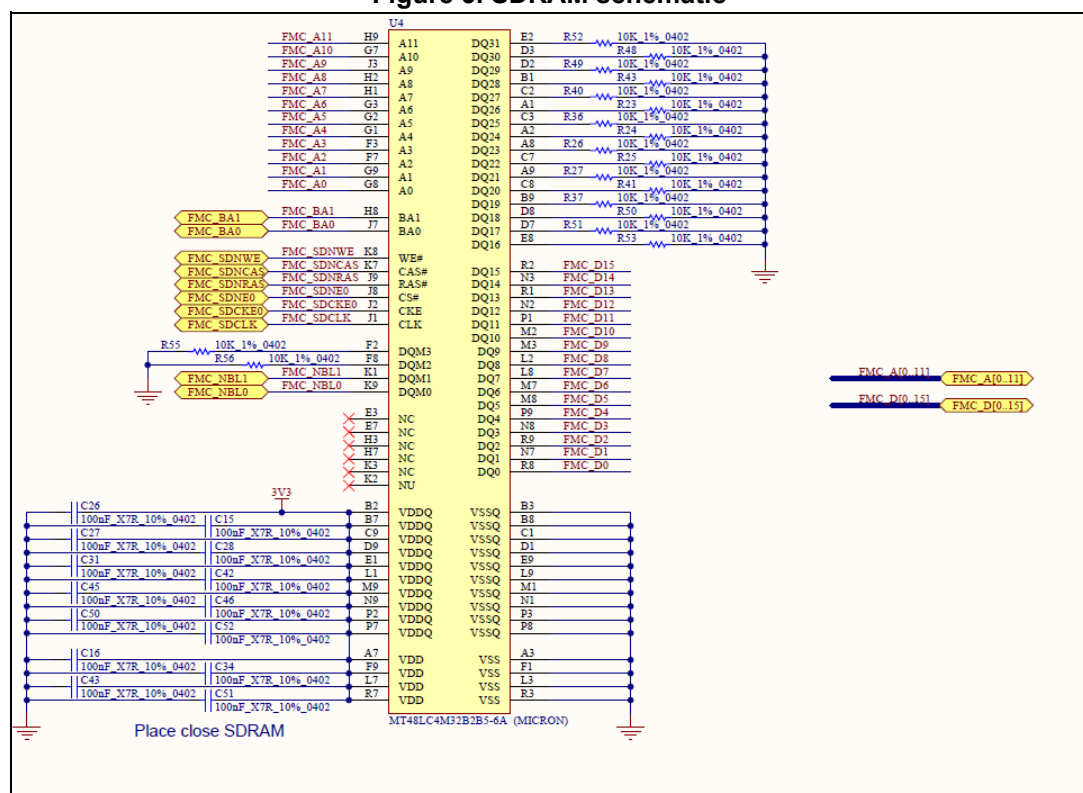 Figure SDRAM schematic
U4
FMC_A11 H9 A11 DQ31 E2 R52 10K_1%_0402
FMC_A10 G7 A10 DQ30 D3 R48 10K_1%_0402
FMC_A9 J3 A9 DQ29 D2 R49 10K_1%_0402
FMC_A8 H2 A8 DQ28 B1 R43 10K_1%_0402
FMC_A7 H1 A7 DQ27 C2 R40 10K_1%_0402
FMC_A6 G3 A6 DQ26 A1 R23 10K_1%_0402
FMC_A5 G2 A5 DQ25 C3 R36 10K_1%_0402
FMC_A4 G1 A4 DQ24 A2 R24 10K_1%_0402
FMC_A3 F3 A3 DQ23 A8 R26 10K_1%_0402
FMC_A2 F7 A2 DQ22 C7 R25 10K_1%_0402
FMC_A1 G9 A1 DQ21 A9 R27 10K_1%_0402
FMC_A0 G8 A0 DQ20 C8 R41 10K_1%_0402
DQ19 B9 R37 10K_1%_0402
FMC_BA1 FMC_BA1 H8 BA1 DQ18 D8 R50 10K_1%_0402
FMC_BA0 FMC_BA0 J7 BA0 DQ17 D7 R51 10K_1%_0402
DQ16 E8 R53 10K_1%_0402
FMC_SDNWE FMC_SDNWE K8 WE#
FMC_SDNCAS FMC_SDNCAS K7 CAS# DQ15 R2 FMC_D15
FMC_SDNRAS FMC_SDNRAS J9 RAS# DQ14 N3 FMC_D14
FMC_SDNE0 FMC_SDNE0 J8 CS# DQ13 R1 FMC_D13
FMC_SDCKE0 FMC_SDCKE0 J2 CKE DQ12 N2 FMC_D12
FMC_SDCLK FMC_SDCLK J1 CLK DQ11 P1 FMC_D11
DQ10 M2 FMC_D10
R55 10K_1%_0402 F2 DQM3 DQ9 M3 FMC_D9
R56 10K_1%_0402 F8 DQM2 DQ8 L2 FMC_D8
FMC_NBL1 FMC_NBL1 K1 DQM1 DQ7 L8 FMC_D7 FMC_A[0..11] FMC_A[0..11]
FMC_NBL0 FMC_NBL0 K9 DQM0 DQ6 M7 FMC_D6
DQ5 M8 FMC_D5 FMC_D[0..15] FMC_D[0..15]
E3 NC DQ4 P9 FMC_D4
E7 NC DQ3 N8 FMC_D3
H3 NC DQ2 R9 FMC_D2
H7 NC DQ1 N7 FMC_D1
K3 NC DQ0 R8 FMC_D0
K2 NU
3V3
C26 B2 VDDQ VSSQ B3
100nF_X7R_10%_0402 C15 B7 VDDQ VSSQ B8
C27 100nF_X7R_10%_0402 C9 VDDQ VSSQ C1
100nF_X7R_10%_0402 C28 D9 VDDQ VSSQ D1
C31 100nF_X7R_10%_0402 E1 VDDQ VSSQ E9
100nF_X7R_10%_0402 C42 L1 VDDQ VSSQ L9
C45 100nF_X7R_10%_0402 M9 VDDQ VSSQ M1
100nF_X7R_10%_0402 C46 N9 VDDQ VSSQ N1
C50 100nF_X7R_10%_0402 P2 VDDQ VSSQ P3
100nF_X7R_10%_0402 C52 P7 VDDQ VSSQ P8
100nF_X7R_10%_0402
C16 A7 VDD VSS A3
100nF_X7R_10%_0402 C34 F9 VDD VSS F1
C43 100nF_X7R_10%_0402 L7 VDD VSS L3
100nF_X7R_10%_0402 C51 R7 VDD VSS R3
100nF_X7R_10%_0402
MT48LC4M32B2B5-6A (MICRON)
Place close SDRAM